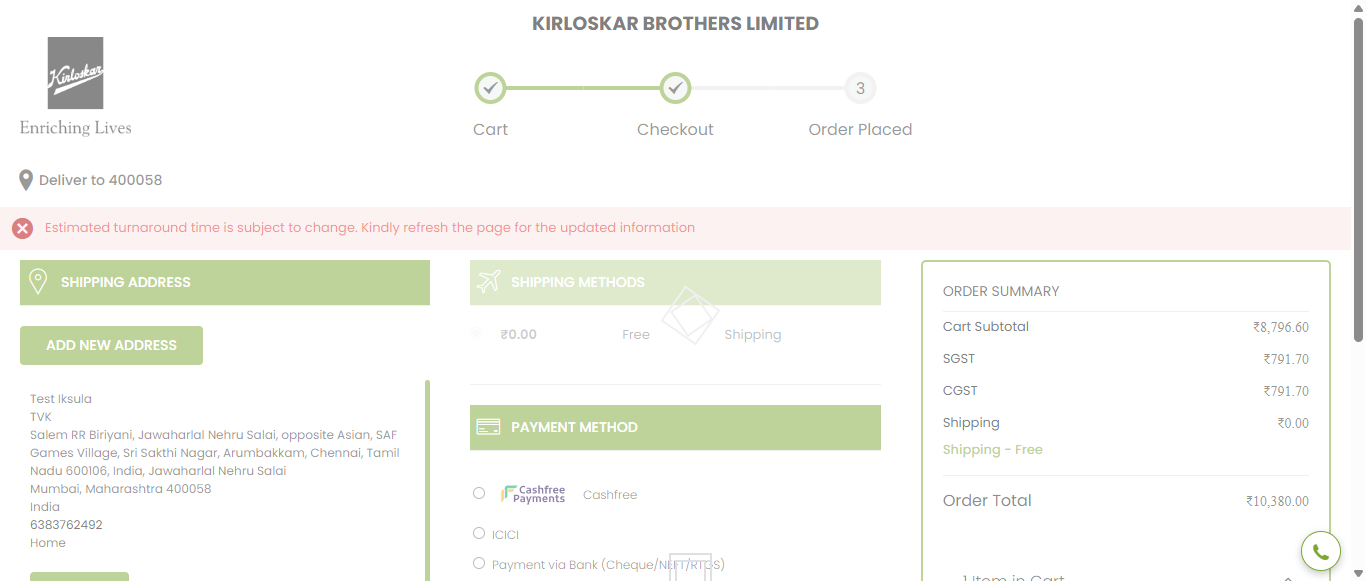 KIRLOSKAR BROTHERS LIMITED
Kirloskar
Enriching Lives
3
Cart
Checkout
Order Placed
Deliver to 400058
Estimated turnaround time is subject to change. Kindly refresh the page for the updated information
SHIPPING ADDRESS
ADD NEW ADDRESS
Test Iksula
TVK
Salem RR Biriyani, Jawaharlal Nehru Salai, opposite Asian, SAF
Games Village, Sri Sakthi Nagar, Arumbakkam, Chennai, Tamil
Nadu 600106, India, Jawaharlal Nehru Salai
Mumbai, Maharashtra 400058
India
6383762492
Home
SHIPPING METHODS
₹0.00 Free Shipping
PAYMENT METHOD
Cashfree
Payments
Cashfree
ICICI
Payment via Bank (Cheque/NEFT/RTGS)
ORDER SUMMARY
Cart Subtotal ₹8,796.60
SGST ₹791.70
CGST ₹791.70
Shipping ₹0.00
Shipping - Free
Order Total ₹10,380.00
1 Item in Cart